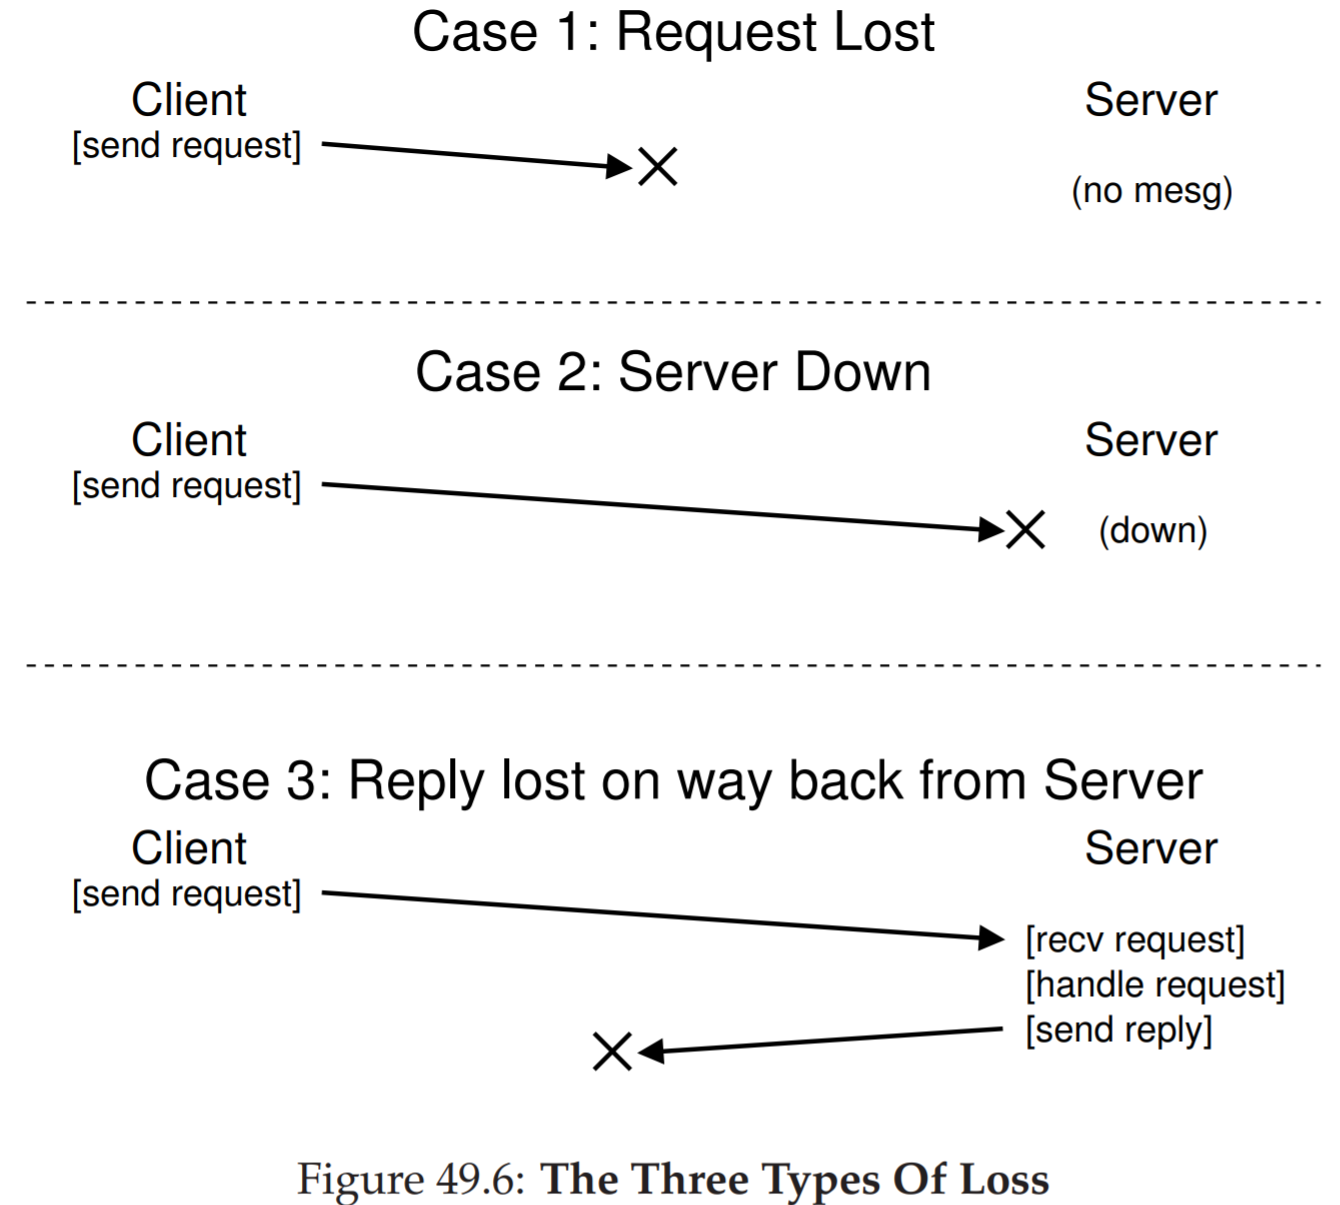 Case 1: Request Lost
Client Server
[send request]
(no mesg)
Case 2: Server Down
Client Server
[send request]
(down)
Case 3: Reply lost on way back from Server
Client Server
[send request]
[recv request]
[handle request]
[send reply]
Figure 49.6: The Three Types Of Loss